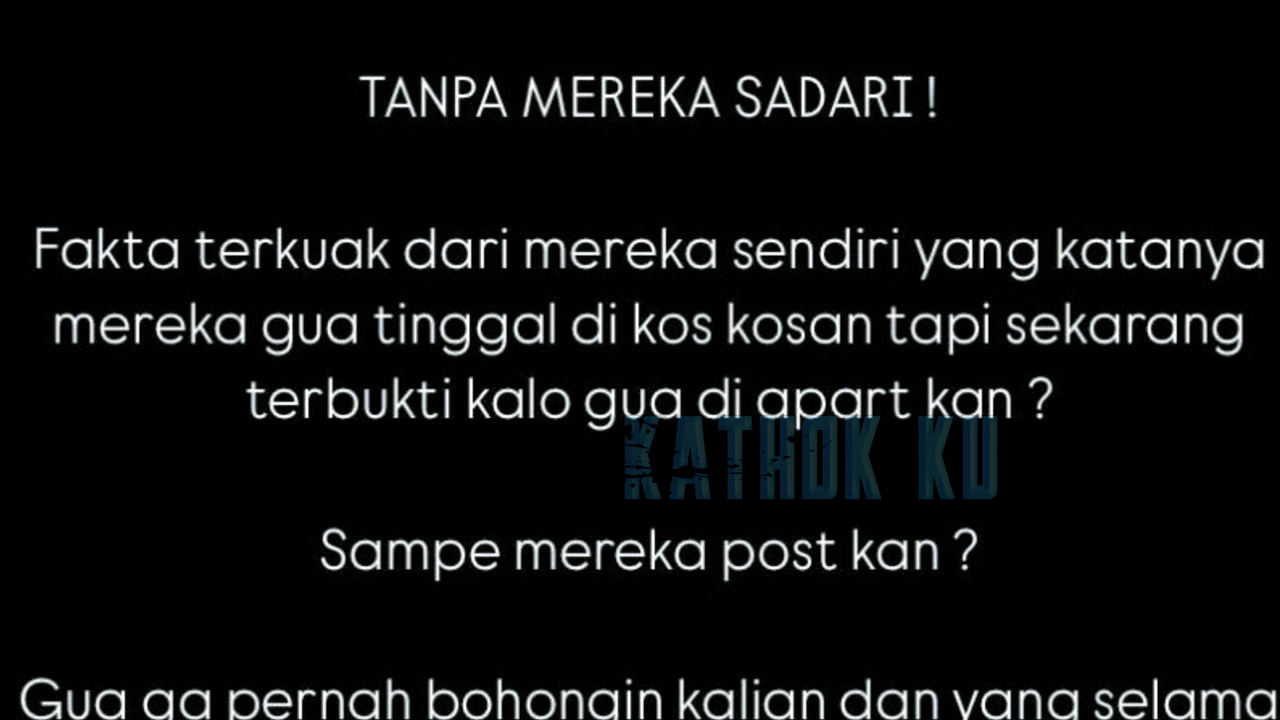 TANPA MEREKA SADARI !
Fakta terkuak dari mereka sendiri yang katanya
mereka gua tinggal di kos kosan tapi sekarang
terbukti kalo gua di apart kan ?
KATHOK KU
Sampe mereka post kan ?
Gua ga pernah bohongin kalian dan yang selama